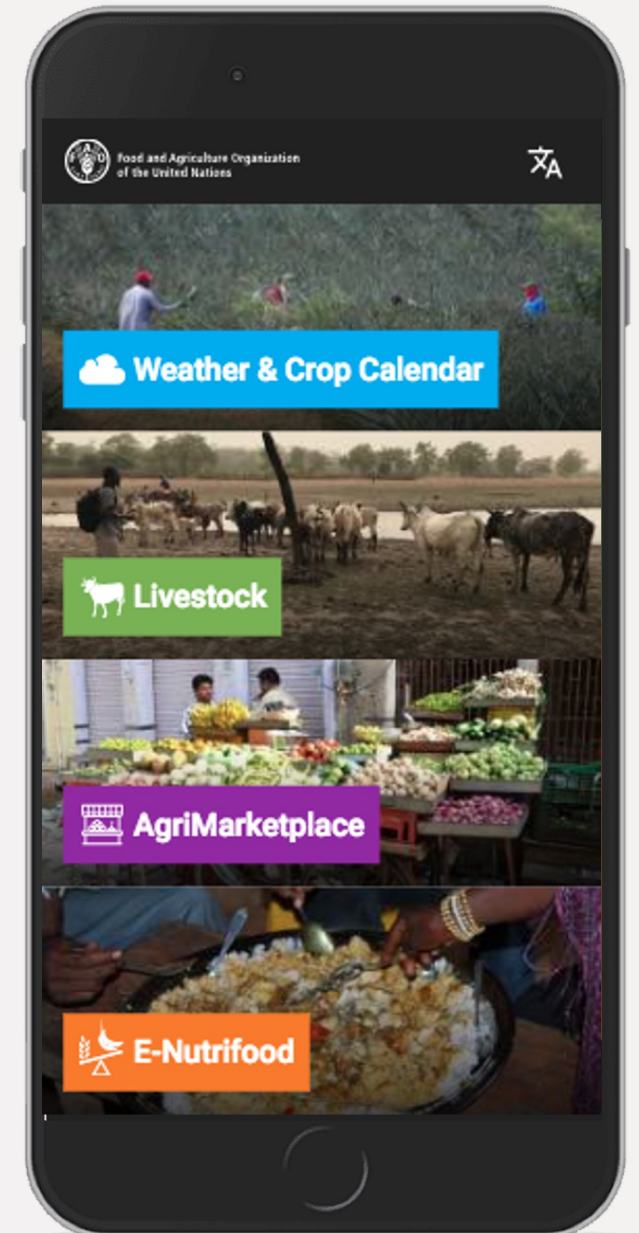 Food and Agriculture Organization
of the United Nations
Weather & Crop Calendar
Livestock
AgriMarketplace
E-Nutrifood